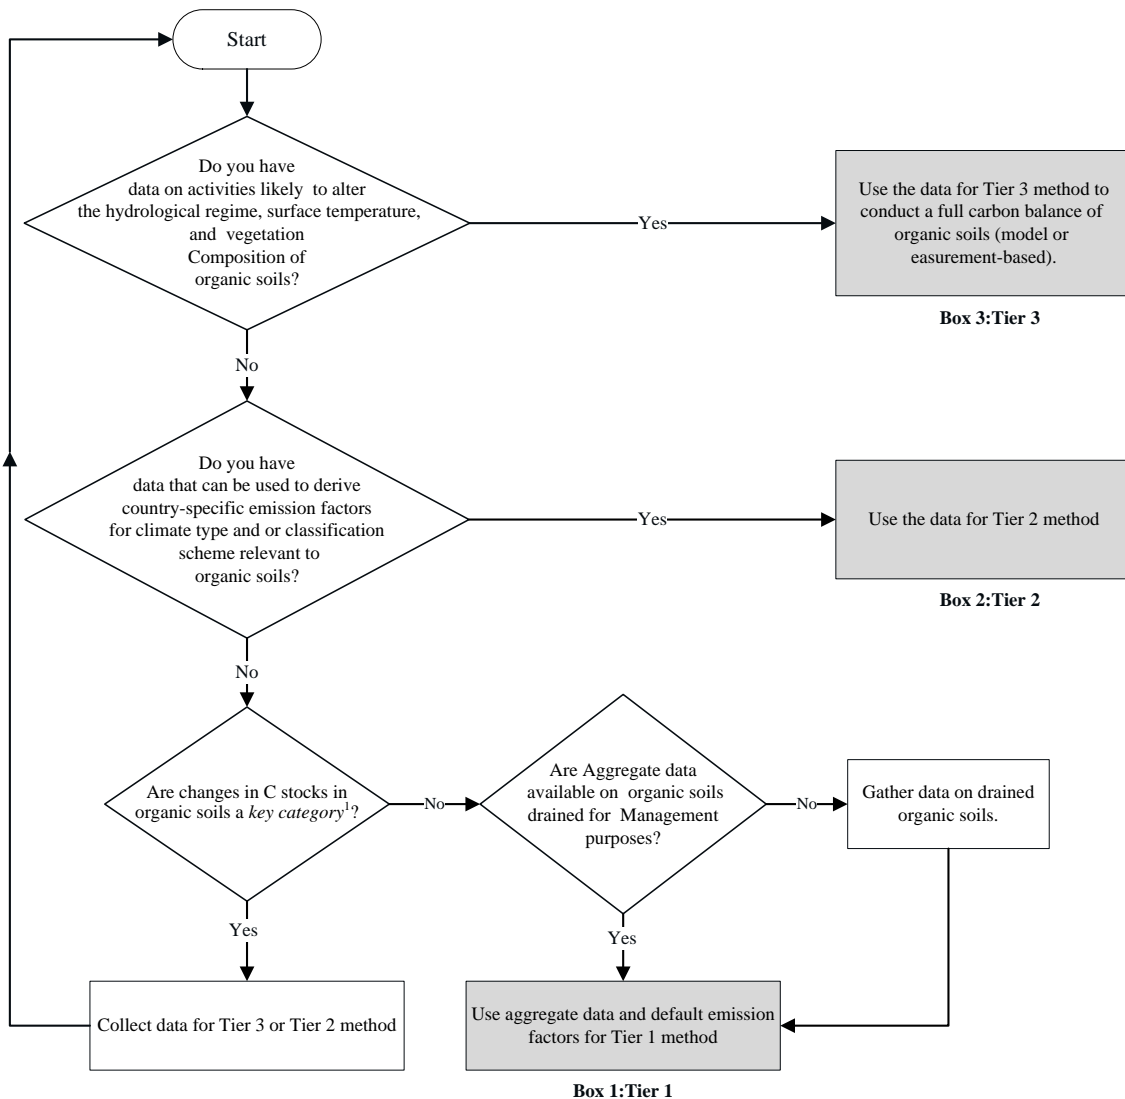 Start
Do you have
data on activities likely to alter
the hydrological regime, surface temperature,
and vegetation
Composition of
organic soils?
Yes
Use the data for Tier 3 method to
conduct a full carbon balance of
organic soils (model or
easurement-based).
Box 3:Tier 3
No
Do you have
data that can be used to derive
country-specific emission factors
for climate type and or classification
scheme relevant to
organic soils?
Yes
Use the data for Tier 2 method
Box 2:Tier 2
No
Are changes in C stocks in
organic soils a key category¹?
No
Are Aggregate data
available on organic soils
drained for Management
purposes?
No
Gather data on drained
organic soils.
Yes
Yes
Collect data for Tier 3 or Tier 2 method
Use aggregate data and default emission
factors for Tier 1 method
Box 1:Tier 1